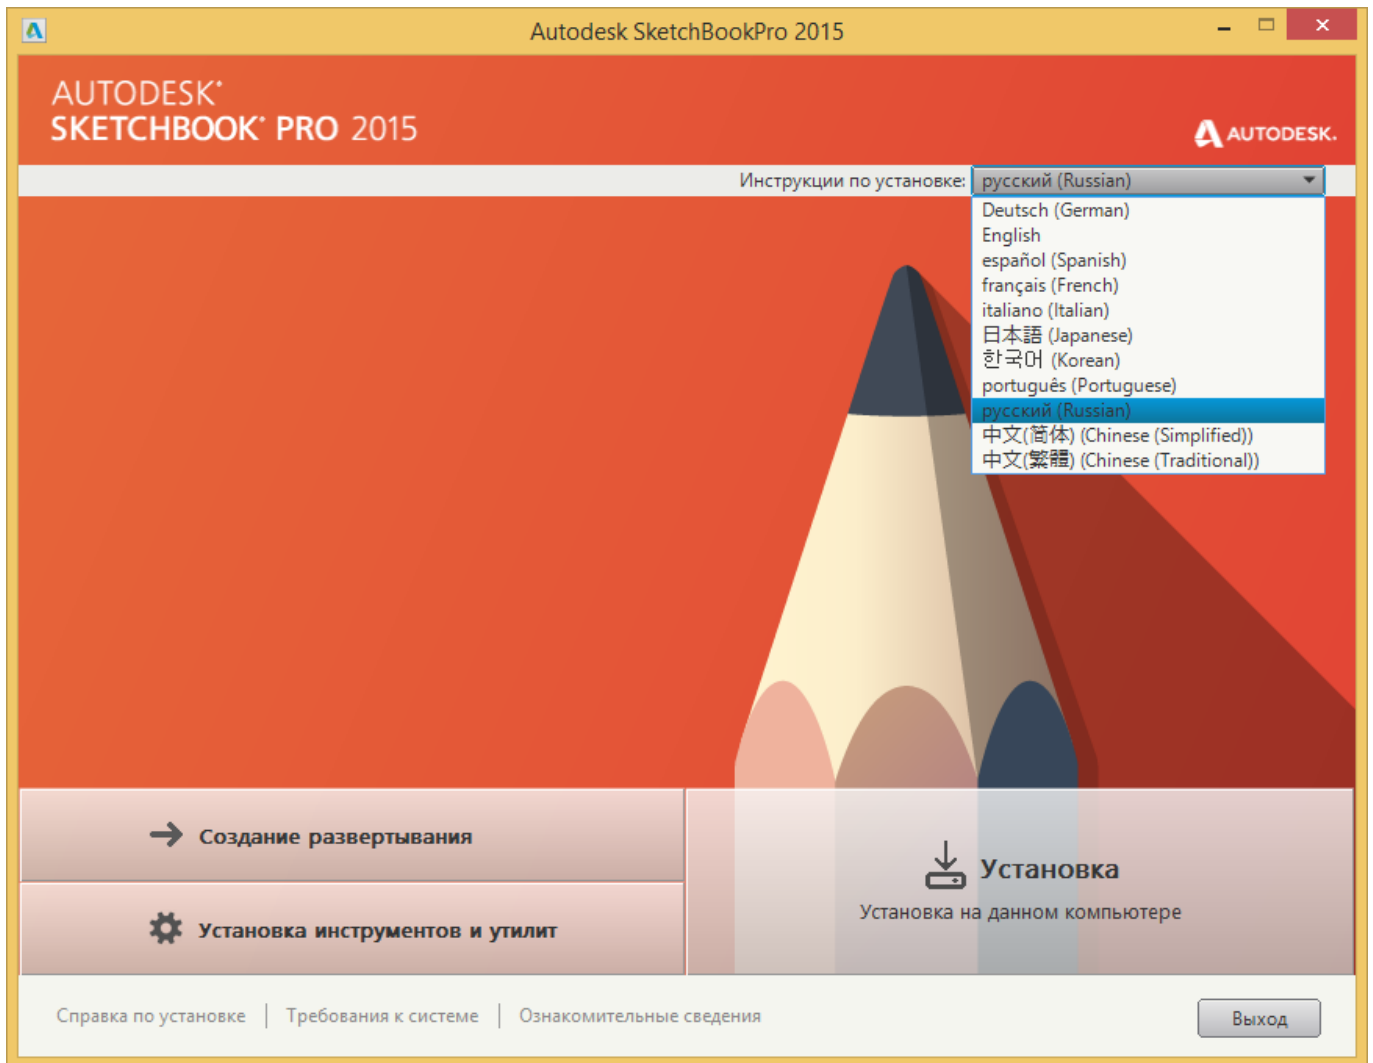 Autodesk SketchBookPro 2015
AUTODESK®
SKETCHBOOK® PRO 2015
AUTODESK.
Инструкции по установке: русский (Russian)
Deutsch (German)
English
español (Spanish)
français (French)
italiano (Italian)
日本語 (Japanese)
한국어 (Korean)
português (Portuguese)
русский (Russian)
中文(简体) (Chinese (Simplified))
中文(繁體) (Chinese (Traditional))
Создание развертывания
Установка инструментов и утилит
Установка
Установка на данном компьютере
Справка по установке | Требования к системе | Ознакомительные сведения
Выход